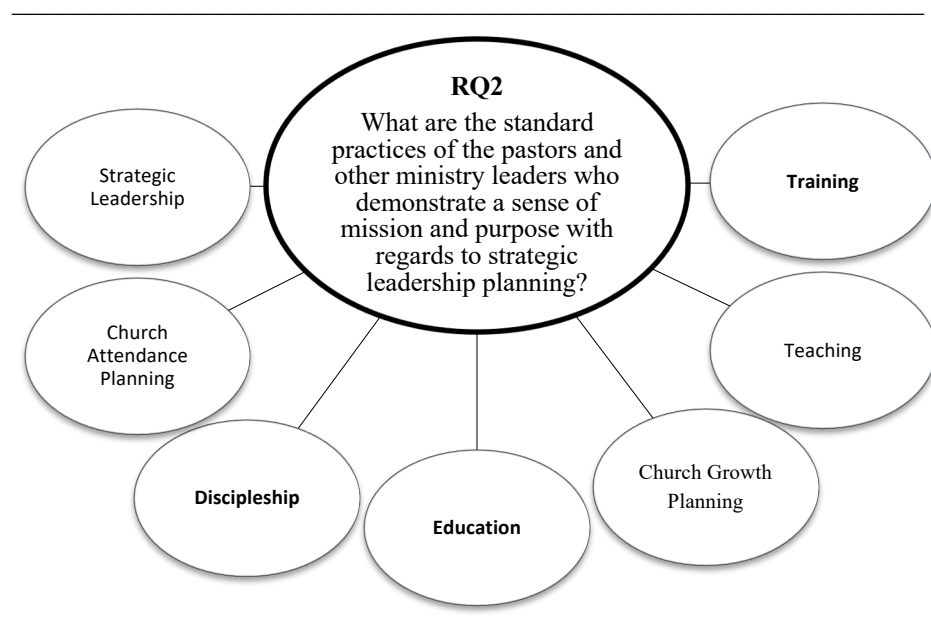 RQ2
What are the standard
practices of the pastors and
other ministry leaders who
demonstrate a sense of
mission and purpose with
regards to strategic
leadership planning?
Strategic
Leadership
Church
Attendance
Planning
Discipleship
Education
Church Growth
Planning
Teaching
Training